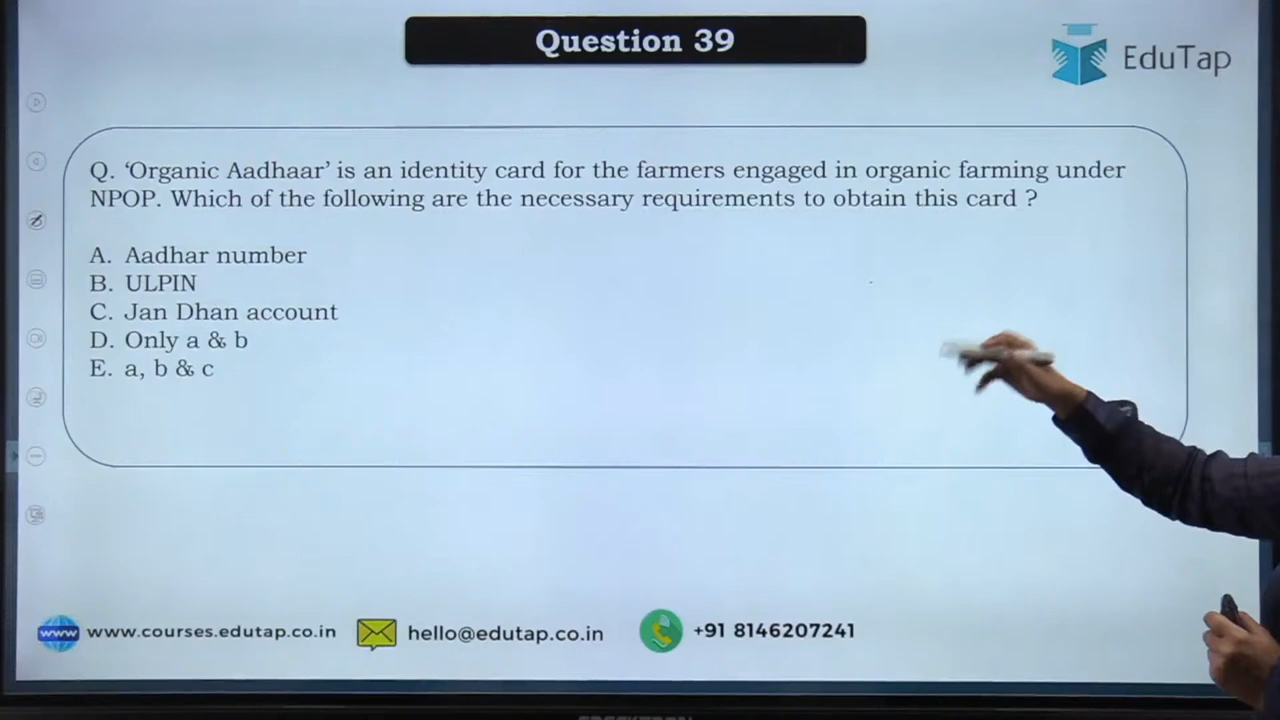 Question 39
EduTap
Q. ‘Organic Aadhaar’ is an identity card for the farmers engaged in organic farming under
NPOP. Which of the following are the necessary requirements to obtain this card ?
A. Aadhar number
B. ULPIN
C. Jan Dhan account
D. Only a & b
E. a, b & c
www www.courses.edutap.co.in hello@edutap.co.in +91 8146207241